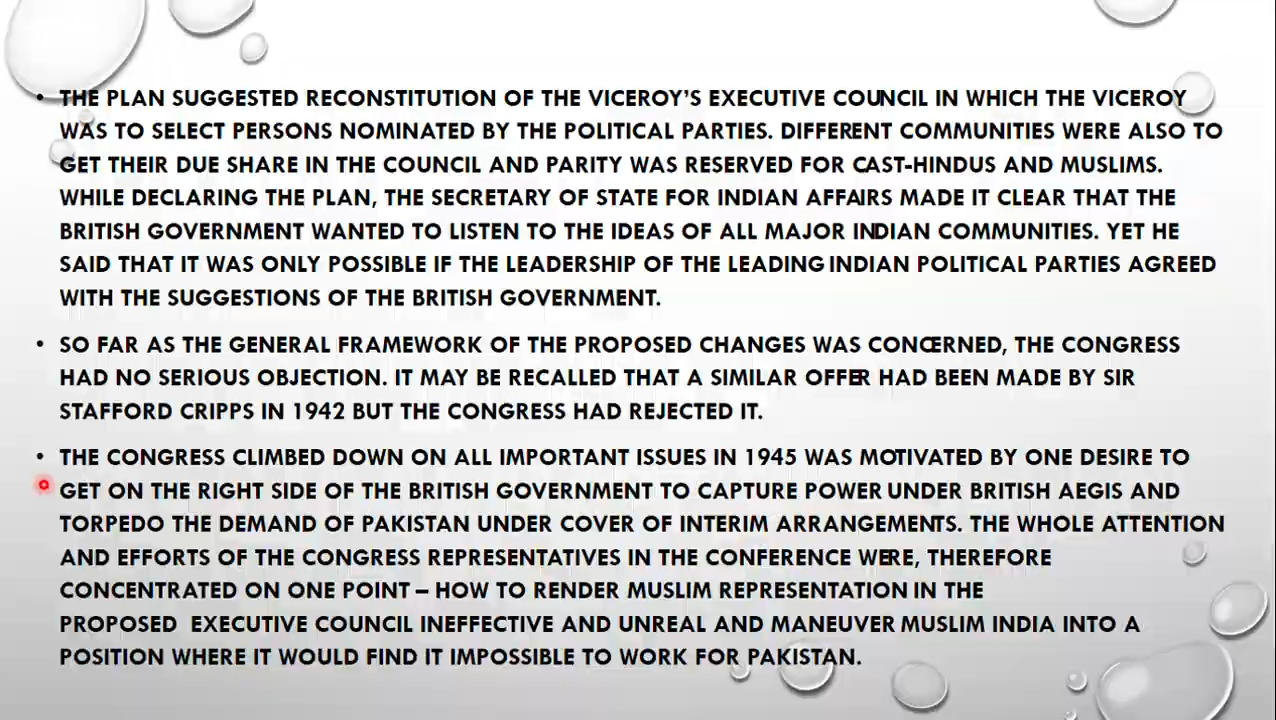 • THE PLAN SUGGESTED RECONSTITUTION OF THE VICEROY'S EXECUTIVE COUNCIL IN WHICH THE VICEROY
WAS TO SELECT PERSONS NOMINATED BY THE POLITICAL PARTIES. DIFFERENT COMMUNITIES WERE ALSO TO
GET THEIR DUE SHARE IN THE COUNCIL AND PARITY WAS RESERVED FOR CAST-HINDUS AND MUSLIMS.
WHILE DECLARING THE PLAN, THE SECRETARY OF STATE FOR INDIAN AFFAIRS MADE IT CLEAR THAT THE
BRITISH GOVERNMENT WANTED TO LISTEN TO THE IDEAS OF ALL MAJOR INDIAN COMMUNITIES. YET HE
SAID THAT IT WAS ONLY POSSIBLE IF THE LEADERSHIP OF THE LEADING INDIAN POLITICAL PARTIES AGREED
WITH THE SUGGESTIONS OF THE BRITISH GOVERNMENT.
• SO FAR AS THE GENERAL FRAMEWORK OF THE PROPOSED CHANGES WAS CONCERNED, THE CONGRESS
HAD NO SERIOUS OBJECTION. IT MAY BE RECALLED THAT A SIMILAR OFFER HAD BEEN MADE BY SIR
STAFFORD CRIPPS IN 1942 BUT THE CONGRESS HAD REJECTED IT.
• THE CONGRESS CLIMBED DOWN ON ALL IMPORTANT ISSUES IN 1945 WAS MOTIVATED BY ONE DESIRE TO
GET ON THE RIGHT SIDE OF THE BRITISH GOVERNMENT TO CAPTURE POWER UNDER BRITISH AEGIS AND
TORPEDO THE DEMAND OF PAKISTAN UNDER COVER OF INTERIM ARRANGEMENTS. THE WHOLE ATTENTION
AND EFFORTS OF THE CONGRESS REPRESENTATIVES IN THE CONFERENCE WERE, THEREFORE
CONCENTRATED ON ONE POINT – HOW TO RENDER MUSLIM REPRESENTATION IN THE
PROPOSED EXECUTIVE COUNCIL INEFFECTIVE AND UNREAL AND MANEUVER MUSLIM INDIA INTO A
POSITION WHERE IT WOULD FIND IT IMPOSSIBLE TO WORK FOR PAKISTAN.